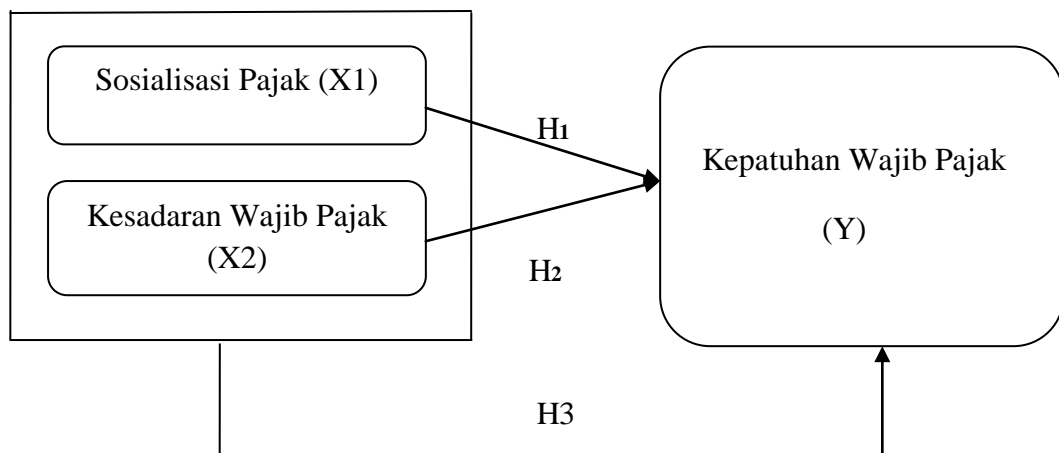 Sosialisasi Pajak (X1)
H1
Kepatuhan Wajib Pajak
(Y)
Kesadaran Wajib Pajak
(X2)
H2
H3